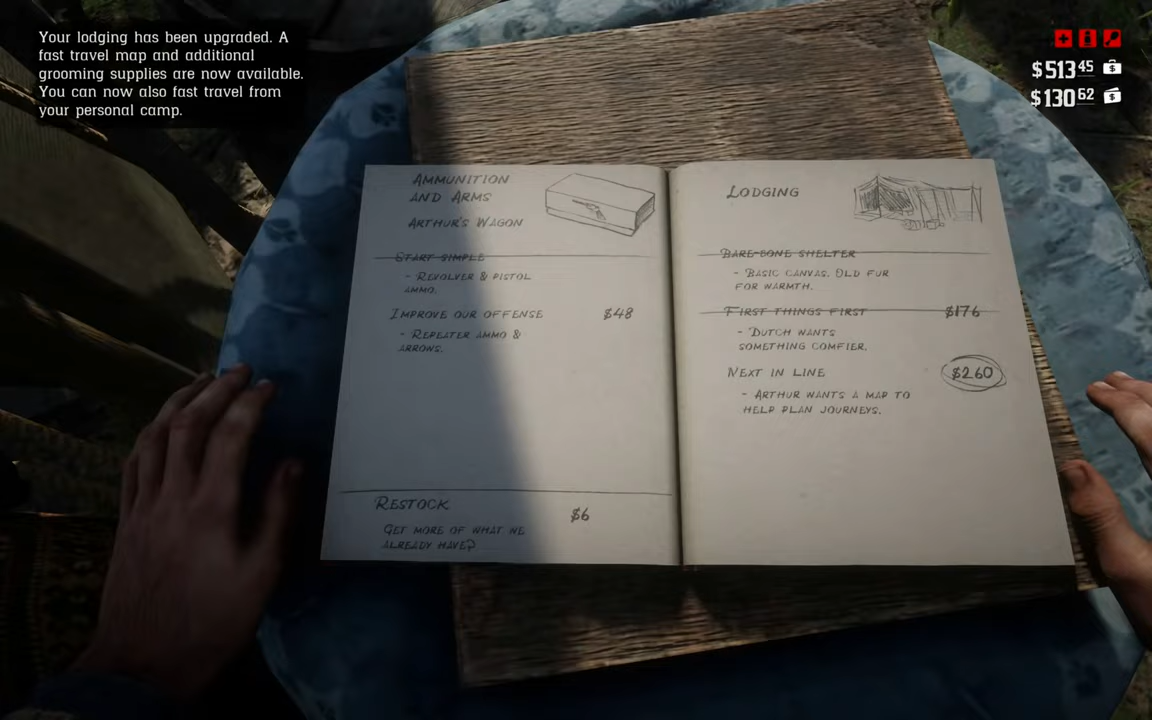 Your lodging has been upgraded. A
fast travel map and additional
grooming supplies are now available.
You can now also fast travel from
your personal camp.
$513 45
$130 62
AMMUNITION
AND ARMS
ARTHUR'S WAGON
START SIMPLE
- REVOLVER & PISTOL
AMMO.
IMPROVE OUR OFFENSE $48
- REPEATER AMMO &
ARROWS.
RESTOCK
$6
GET MORE OF WHAT WE
ALREADY HAVE?
LODGING
BARE-BONE SHELTER
- BASIC CANVAS. OLD FUR
FOR WARMTH.
FIRST THINGS FIRST $176
- DUTCH WANTS
SOMETHING COMFIER.
NEXT IN LINE $260
- ARTHUR WANTS A MAP TO
HELP PLAN JOURNEYS.